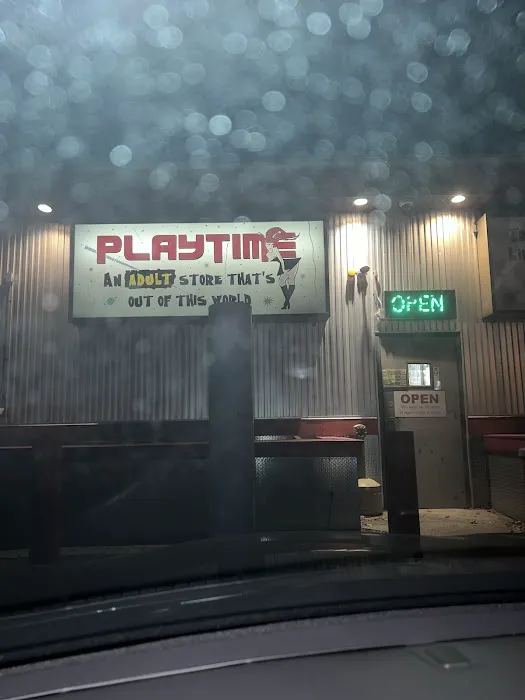 PLAYTIME
AN ADULT STORE THAT'S
OUT OF THIS WORLD
OPEN
OPEN